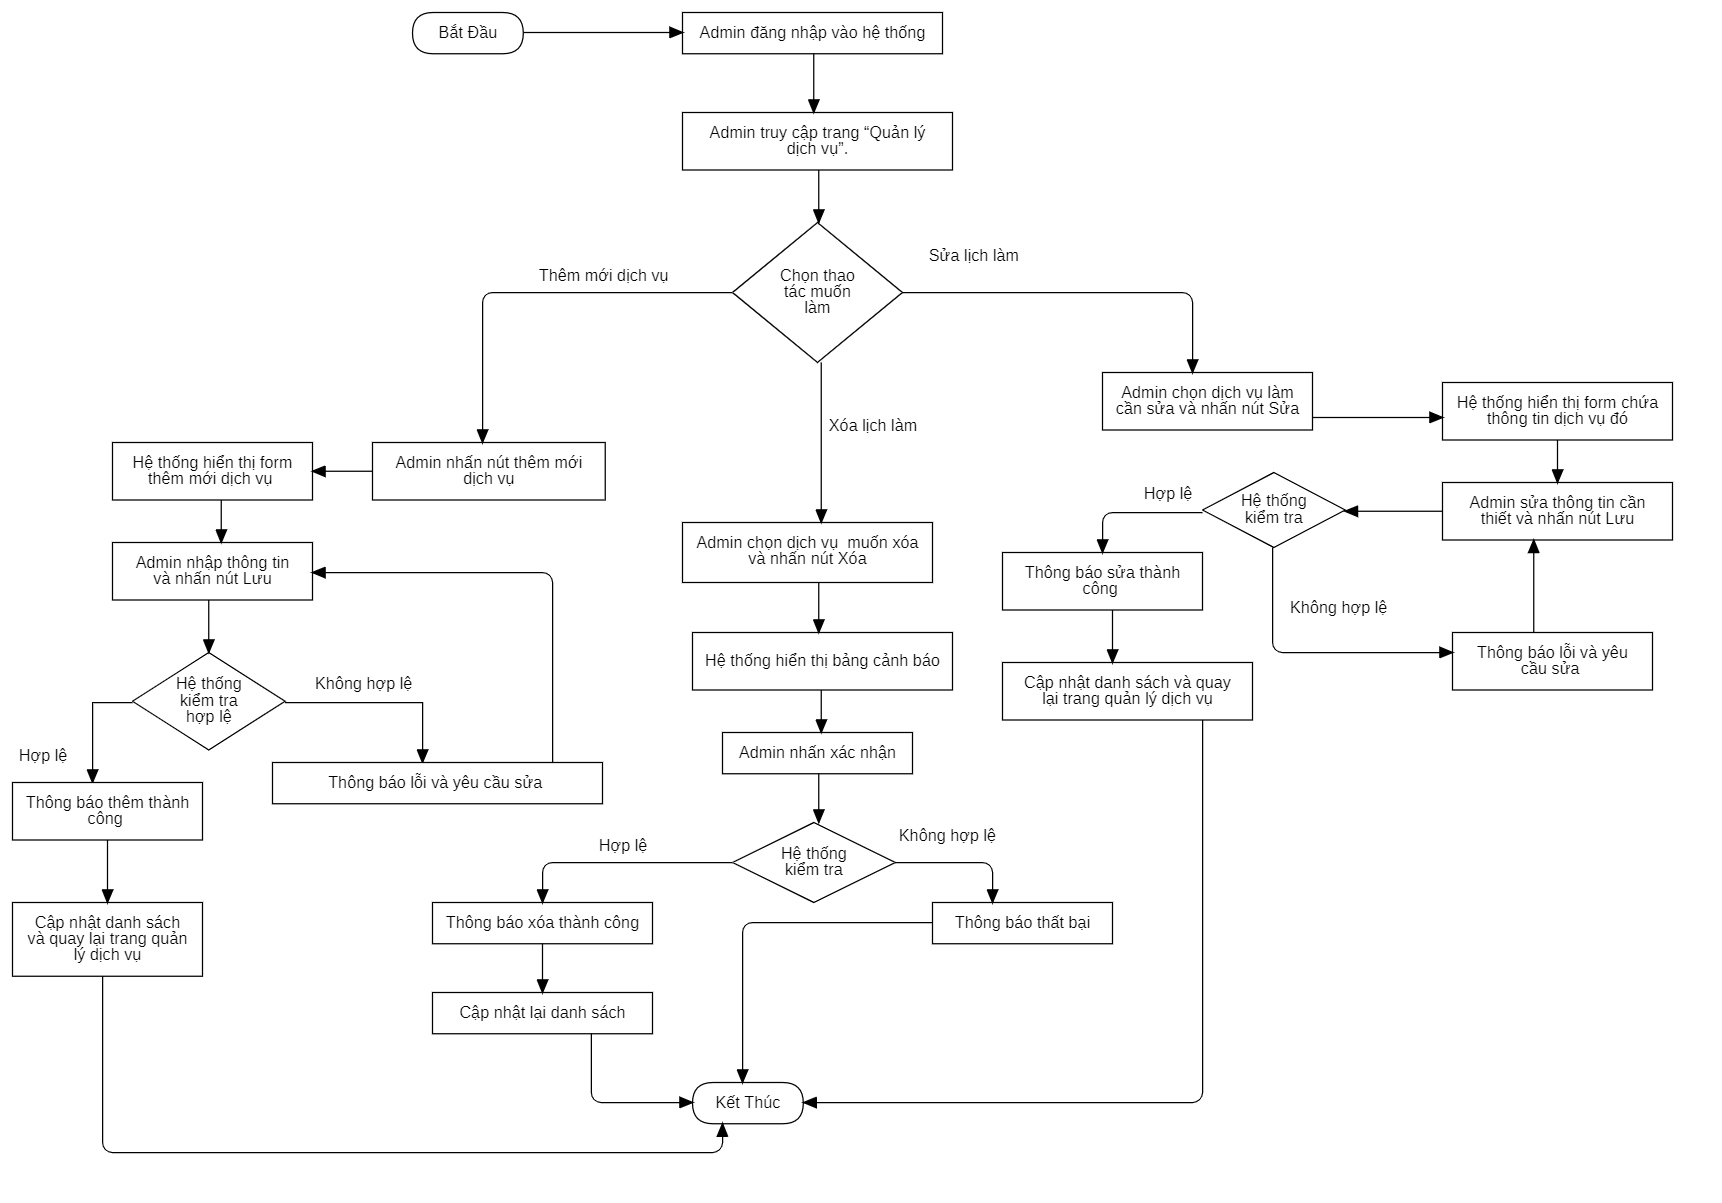 Bắt Đầu
Admin đăng nhập vào hệ thống
Admin truy cập trang “Quản lý
dịch vụ”.
Chọn thao
tác muốn
làm
Thêm mới dịch vụ
Sửa lịch làm
Xóa lịch làm
Admin nhấn nút thêm mới
dịch vụ
Hệ thống hiển thị form
thêm mới dịch vụ
Admin nhập thông tin
và nhấn nút Lưu
Hệ thống
kiểm tra
hợp lệ
Không hợp lệ
Hợp lệ
Thông báo lỗi và yêu cầu sửa
Thông báo thêm thành
công
Cập nhật danh sách
và quay lại trang quản
lý dịch vụ
Admin chọn dịch vụ  muốn xóa
và nhấn nút Xóa
Hệ thống hiển thị bảng cảnh báo
Admin nhấn xác nhận
Hệ thống
kiểm tra
Hợp lệ
Không hợp lệ
Thông báo xóa thành công
Thông báo thất bại
Cập nhật lại danh sách
Admin chọn dịch vụ làm
cần sửa và nhấn nút Sửa
Hệ thống hiển thị form chứa
thông tin dịch vụ đó
Admin sửa thông tin cần
thiết và nhấn nút Lưu
Hệ thống
kiểm tra
Hợp lệ
Không hợp lệ
Thông báo sửa thành
công
Thông báo lỗi và yêu
cầu sửa
Cập nhật danh sách và quay
lại trang quản lý dịch vụ
Kết Thúc